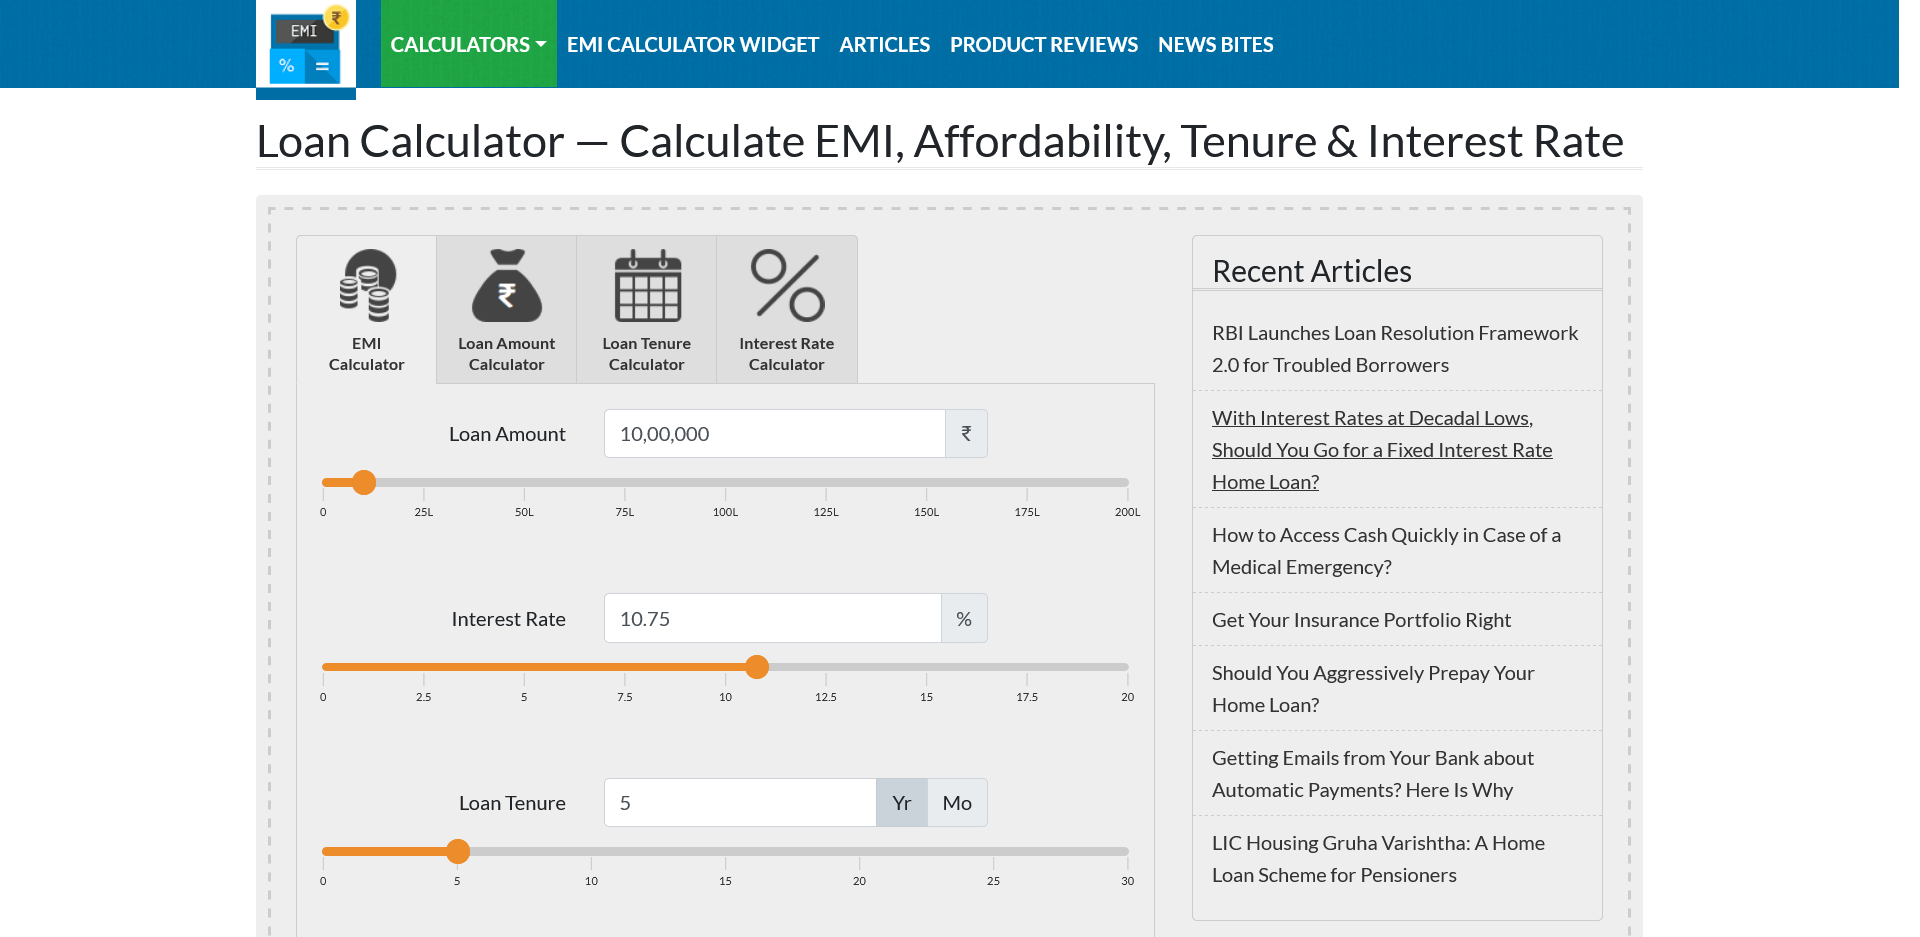 EMI
%
=
₹
CALCULATORS
EMI CALCULATOR WIDGET
ARTICLES
PRODUCT REVIEWS
NEWS BITES
Loan Calculator — Calculate EMI, Affordability, Tenure & Interest Rate
EMI
Calculator
₹
Loan Amount
Calculator
Loan Tenure
Calculator
Interest Rate
Calculator
Loan Amount
10,00,000
₹
0 25L 50L 75L 100L 125L 150L 175L 200L
Interest Rate
10.75
%
0 2.5 5 7.5 10 12.5 15 17.5 20
Loan Tenure
5
Yr
Mo
0 5 10 15 20 25 30
Recent Articles
RBI Launches Loan Resolution Framework
2.0 for Troubled Borrowers
With Interest Rates at Decadal Lows,
Should You Go for a Fixed Interest Rate
Home Loan?
How to Access Cash Quickly in Case of a
Medical Emergency?
Get Your Insurance Portfolio Right
Should You Aggressively Prepay Your
Home Loan?
Getting Emails from Your Bank about
Automatic Payments? Here Is Why
LIC Housing Gruha Varishtha: A Home
Loan Scheme for Pensioners